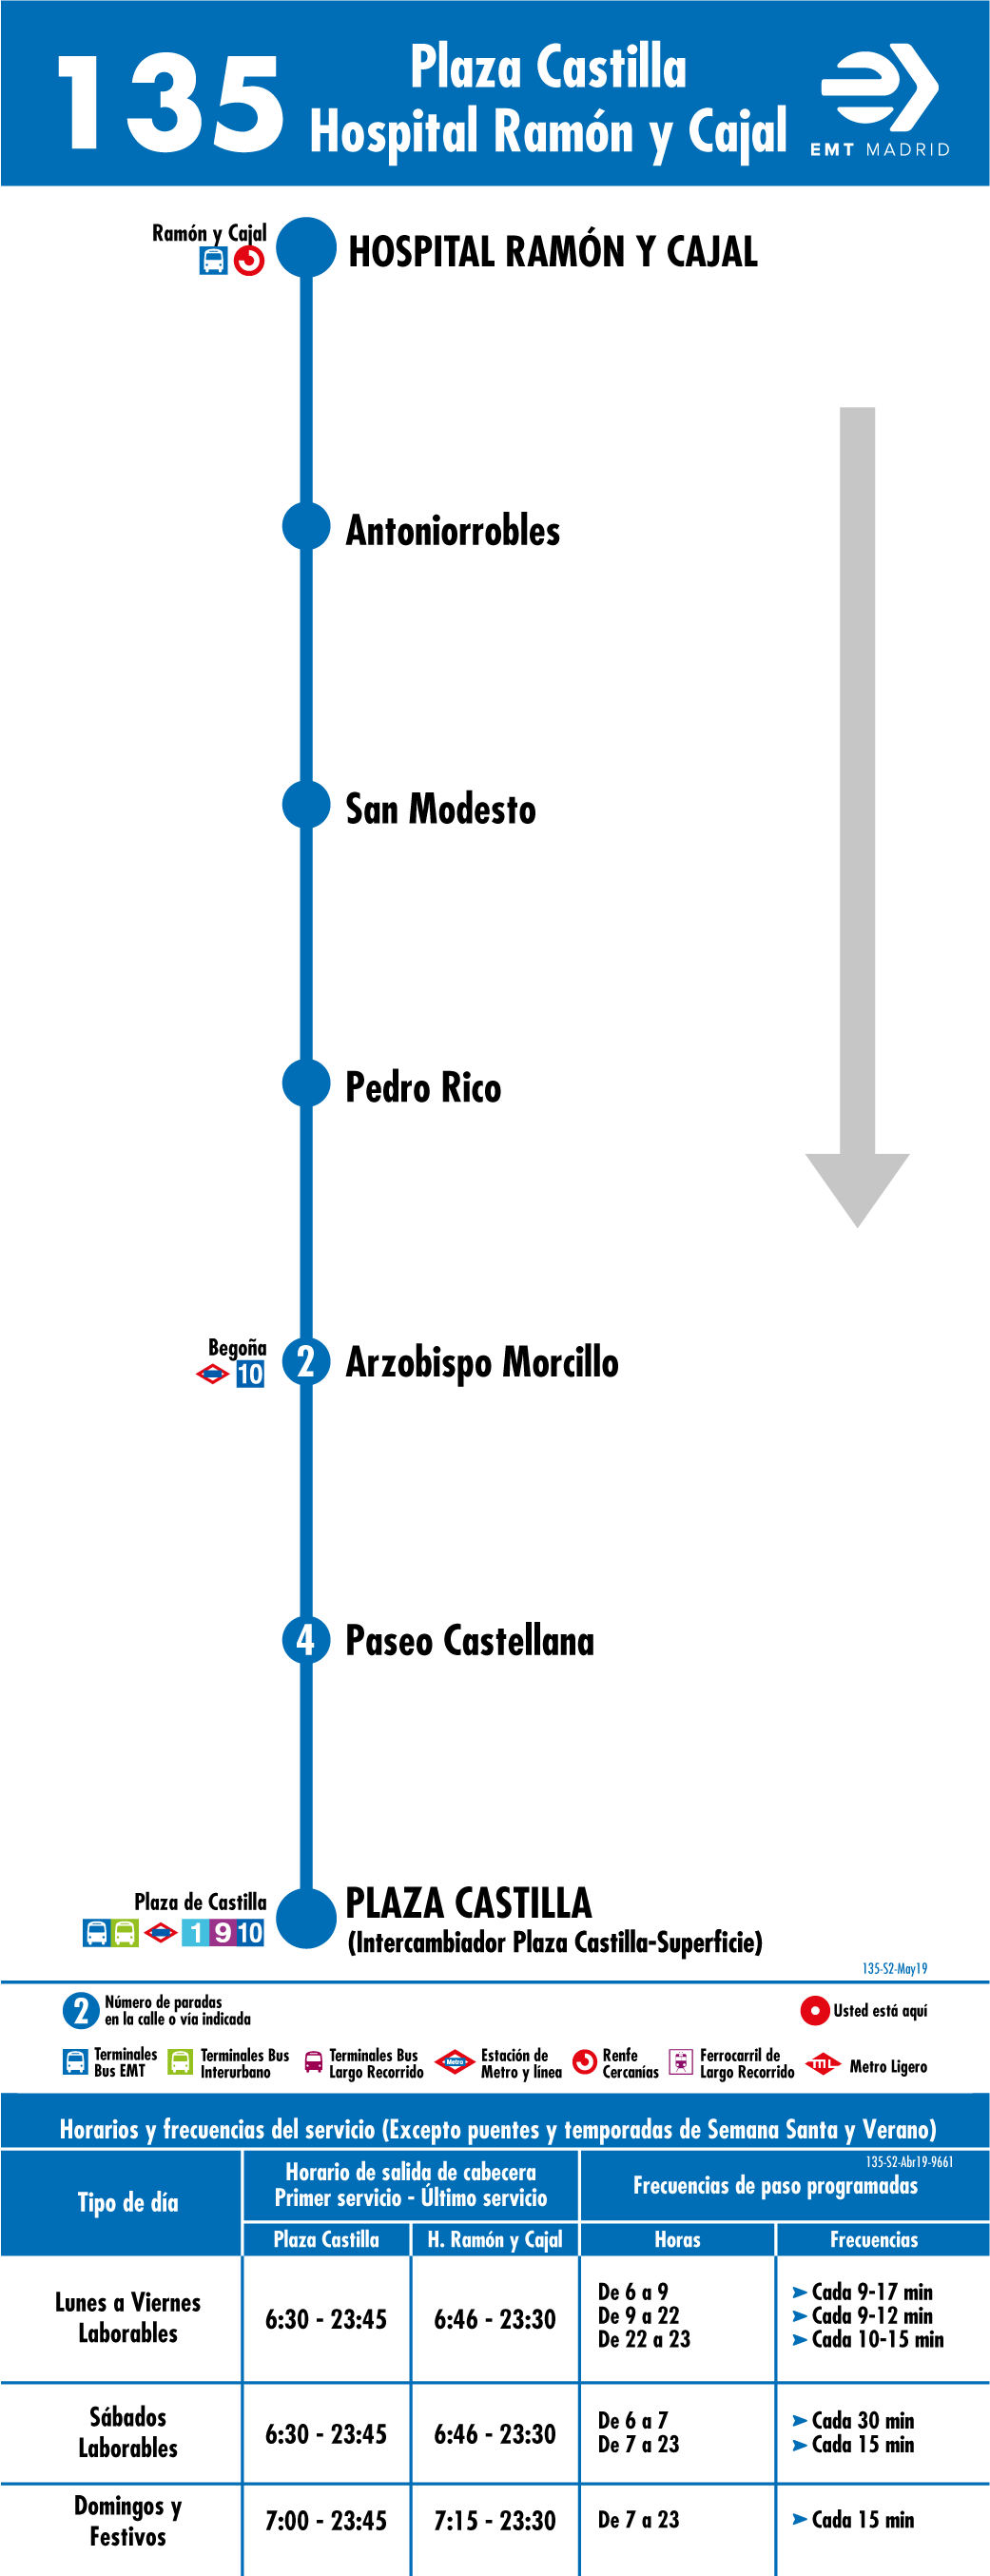 135
Plaza Castilla
Hospital Ramón y Cajal
EMT MADRID
Ramón y Cajal
HOSPITAL RAMÓN Y CAJAL
Antoniorrobles
San Modesto
Pedro Rico
Begoña
10
2
Arzobispo Morcillo
4
Paseo Castellana
Plaza de Castilla
1 9 10
PLAZA CASTILLA
(Intercambiador Plaza Castilla-Superficie)
135-S2-May19
2
Número de paradas
en la calle o vía indicada
Usted está aquí
Terminales
Bus EMT
Terminales Bus
Interurbano
Terminales Bus
Largo Recorrido
Metro
Estación de
Metro y línea
Renfe
Cercanías
Ferrocarril de
Largo Recorrido
ML
Metro Ligero
Horarios y frecuencias del servicio (Excepto puentes y temporadas de Semana Santa y Verano)
135-S2-Abr19-9661
Tipo de día
Horario de salida de cabecera
Primer servicio - Último servicio
Frecuencias de paso programadas
Plaza Castilla
H. Ramón y Cajal
Horas
Frecuencias
Lunes a Viernes
Laborables
6:30 - 23:45
6:46 - 23:30
De 6 a 9
Cada 9-17 min
De 9 a 22
Cada 9-12 min
De 22 a 23
Cada 10-15 min
Sábados
Laborables
6:30 - 23:45
6:46 - 23:30
De 6 a 7
Cada 30 min
De 7 a 23
Cada 15 min
Domingos y
Festivos
7:00 - 23:45
7:15 - 23:30
De 7 a 23
Cada 15 min